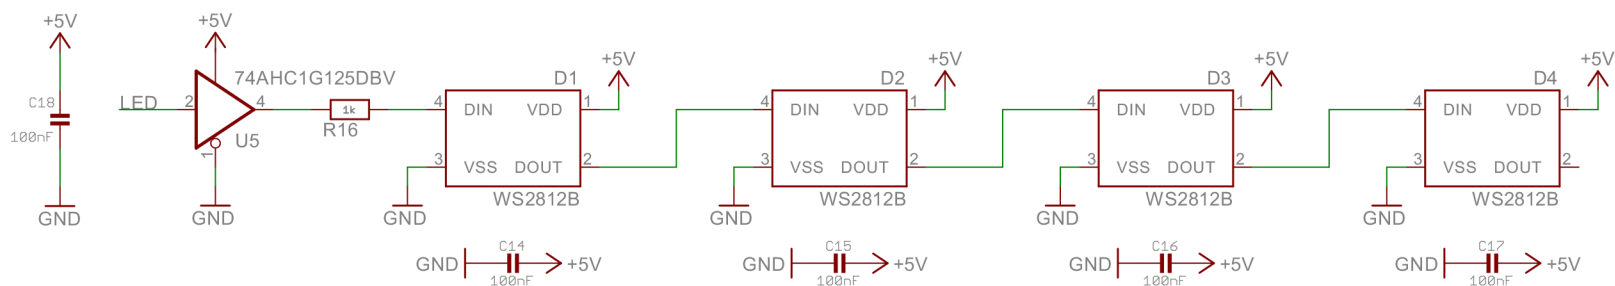 +5V
C18
100nF
GND
+5V
74AHC1G125DBV
LED
2
4
1
U5
GND
1k
R16
D1
+5V
4
DIN
VDD
1
3
VSS
DOUT
2
WS2812B
GND
D2
+5V
4
DIN
VDD
1
3
VSS
DOUT
2
WS2812B
GND
D3
+5V
4
DIN
VDD
1
3
VSS
DOUT
2
WS2812B
GND
D4
+5V
4
DIN
VDD
1
3
VSS
DOUT
2
WS2812B
GND
GND
C14
100nF
+5V
GND
C15
100nF
+5V
GND
C16
100nF
+5V
GND
C17
100nF
+5V